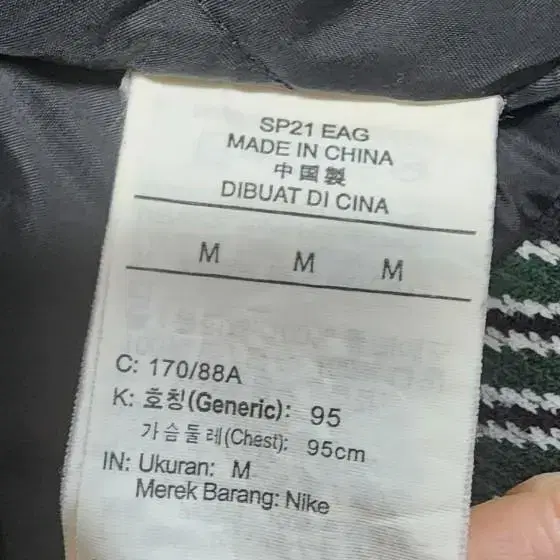 SP21 EAG
MADE IN CHINA
中国製
DIBUAT DI CINA
M M M
C: 170/88A
K: 호칭(Generic): 95
가슴둘레(Chest): 95cm
IN: Ukuran: M
Merek Barang: Nike